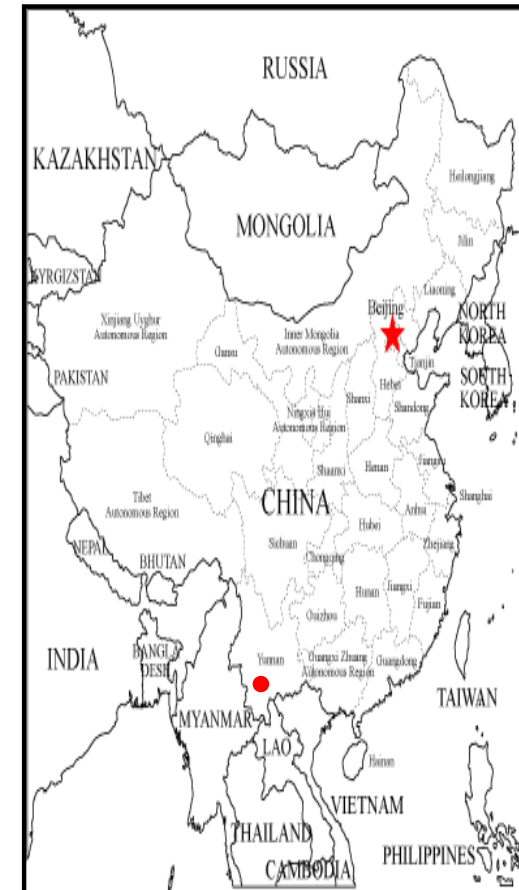 RUSSIA
KAZAKHSTAN
Heilongjiang
MONGOLIA
Jilin
KYRGIZSTAN
Liaoning
Beijing
NORTH
KOREA
Xinjiang Uyghur
Autonomous Region
Inner Mongolia
Autonomous Region
Gansu
Tianjin
PAKISTAN
SOUTH
KOREA
Hebei
Shanxi
Shandong
Ningxia Hui
Autonomous Region
Qinghai
Shaanxi
Henan
Jiangsu
Tibet
Autonomous Region
CHINA
Shanghai
Anhui
Hubei
Sichuan
Zhejiang
NEPAL
BHUTAN
Chongqing
Hunan
Jiangxi
Fujian
Guizhou
INDIA
BANGLA
DESH
Yunnan
Guangxi Zhuang
Autonomous Region
Guangdong
TAIWAN
MYANMAR
LAO
Hainan
VIETNAM
THAILAND
PHILIPPINES
CAMBODIA